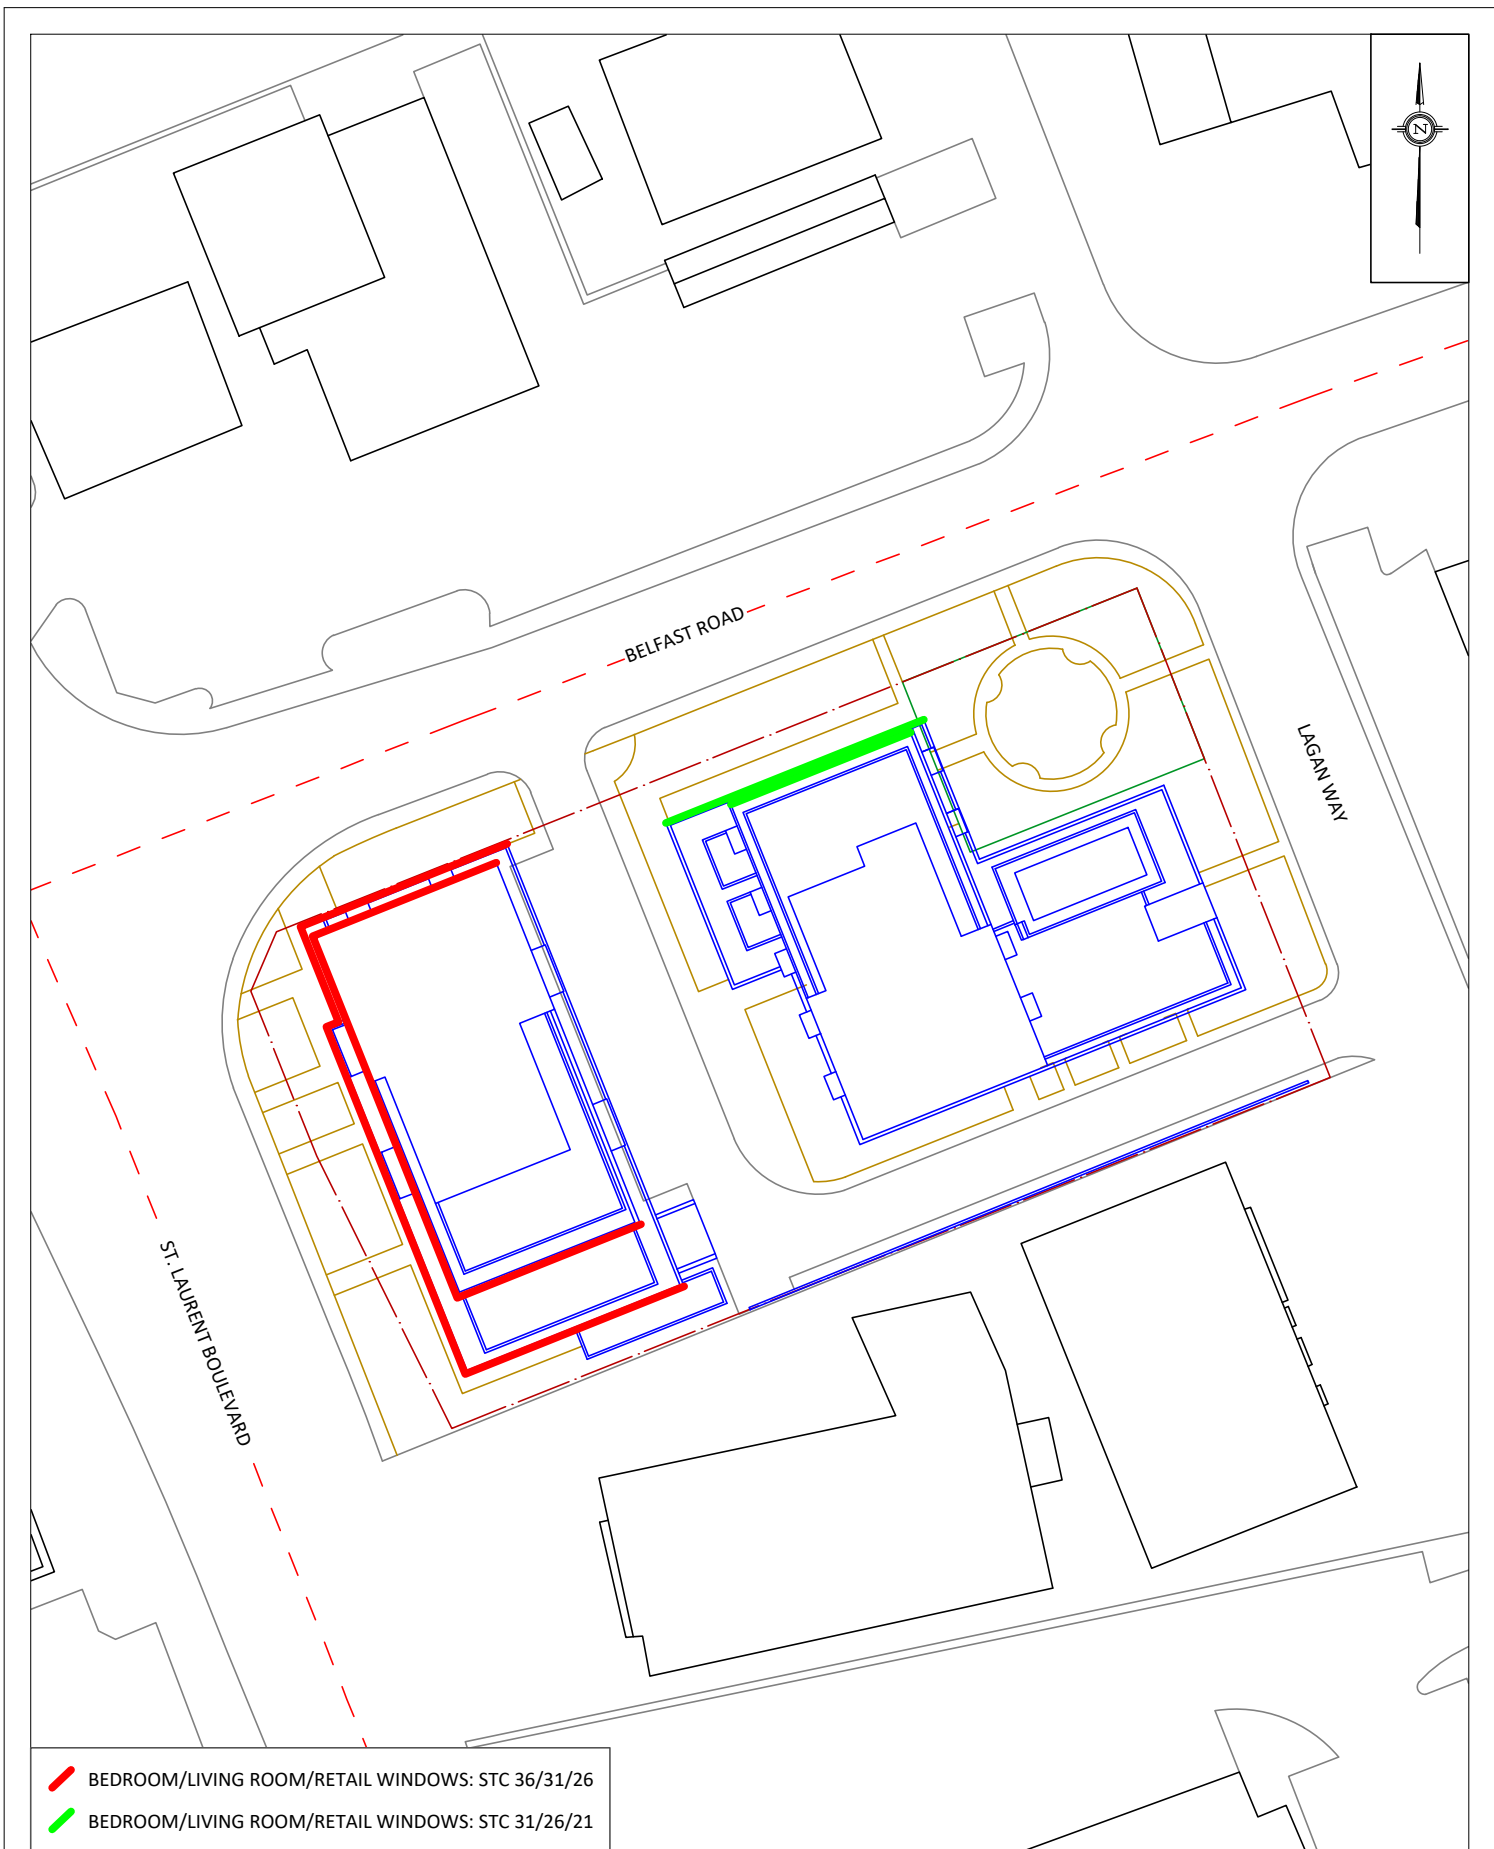 N
BELFAST ROAD
LAGAN WAY
ST. LAURENT BOULEVARD
BEDROOM/LIVING ROOM/RETAIL WINDOWS: STC 36/31/26
BEDROOM/LIVING ROOM/RETAIL WINDOWS: STC 31/26/21